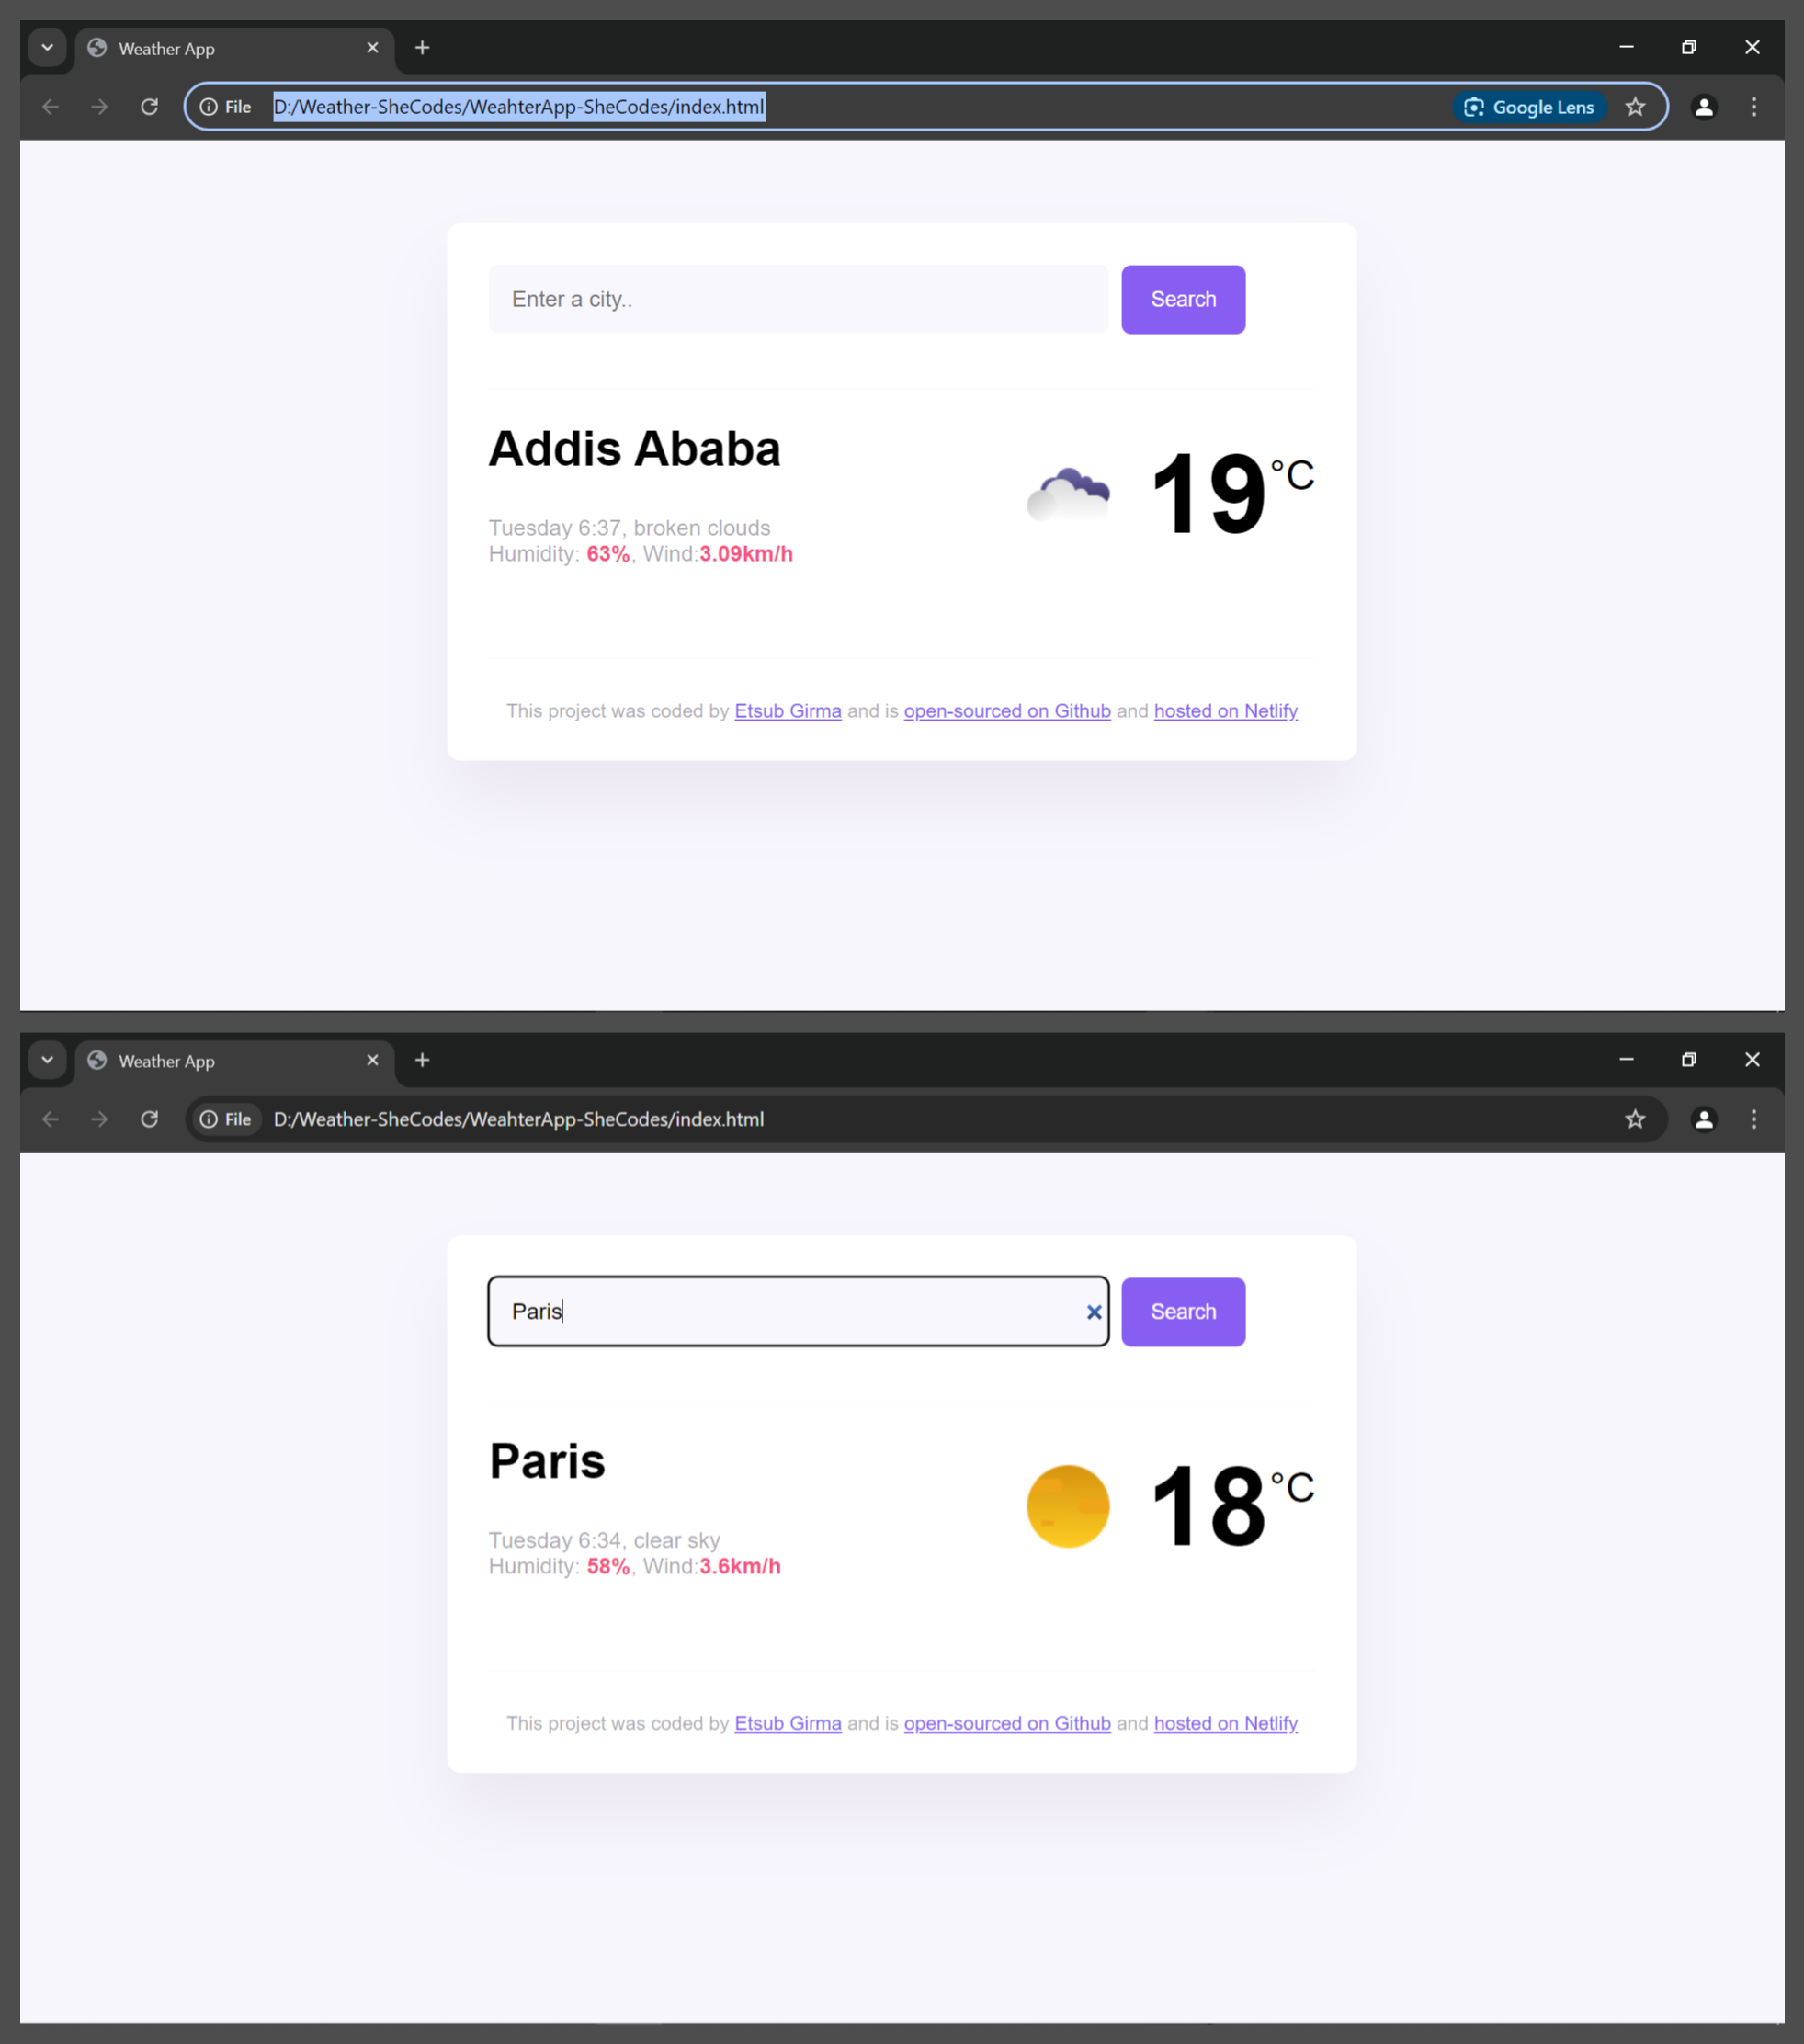 Weather App
File D:/Weather-SheCodes/WeahterApp-SheCodes/index.html Google Lens
Enter a city.. Search
Addis Ababa
19°C
Tuesday 6:37, broken clouds
Humidity: 63%, Wind:3.09km/h
This project was coded by Etsub Girma and is open-sourced on Github and hosted on Netlify
Weather App
File D:/Weather-SheCodes/WeahterApp-SheCodes/index.html
Paris Search
Paris
18°C
Tuesday 6:34, clear sky
Humidity: 58%, Wind:3.6km/h
This project was coded by Etsub Girma and is open-sourced on Github and hosted on Netlify